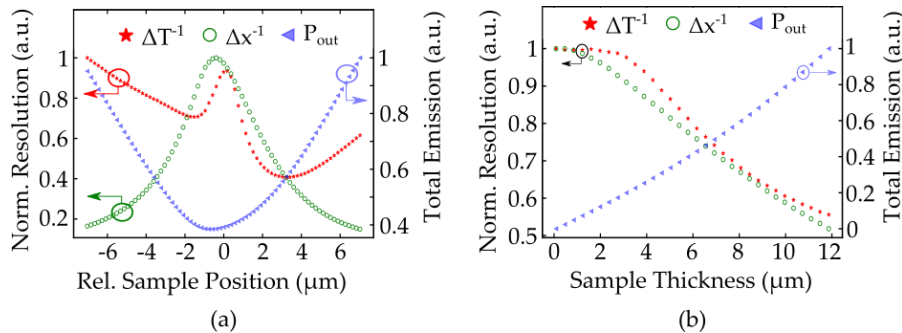 (a)
★ ΔT⁻¹ ○ Δx⁻¹ ◀ P_out
Norm. Resolution (a.u.)
1
0.8
0.6
0.4
0.2
Total Emission (a.u.)
1
0.8
0.6
0.4
-6 -4 -2 0 2 4 6
Rel. Sample Position (μm)
(a)
(b)
★ ΔT⁻¹ ○ Δx⁻¹ ◀ P_out
Norm. Resolution (a.u.)
1
0.9
0.8
0.7
0.6
0.5
Total Emission (a.u.)
1
0.8
0.6
0.4
0.2
0
0 2 4 6 8 10 12
Sample Thickness (μm)
(b)